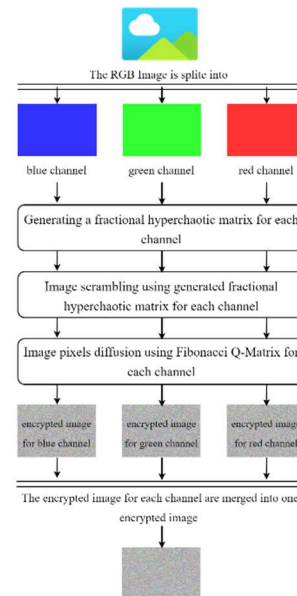 The RGB Image is splite into
blue channel
green channel
red channel
Generating a fractional hyperchaotic matrix for each
channel
Image scrambling using generated fractional
hyperchaotic matrix for each channel
Image pixels diffusion using Fibonacci Q-Matrix for
each channel
encrypted image
for blue channel
encrypted image
for green channel
encrypted image
for red channel
The encrypted image for each channel are merged into one
encrypted image